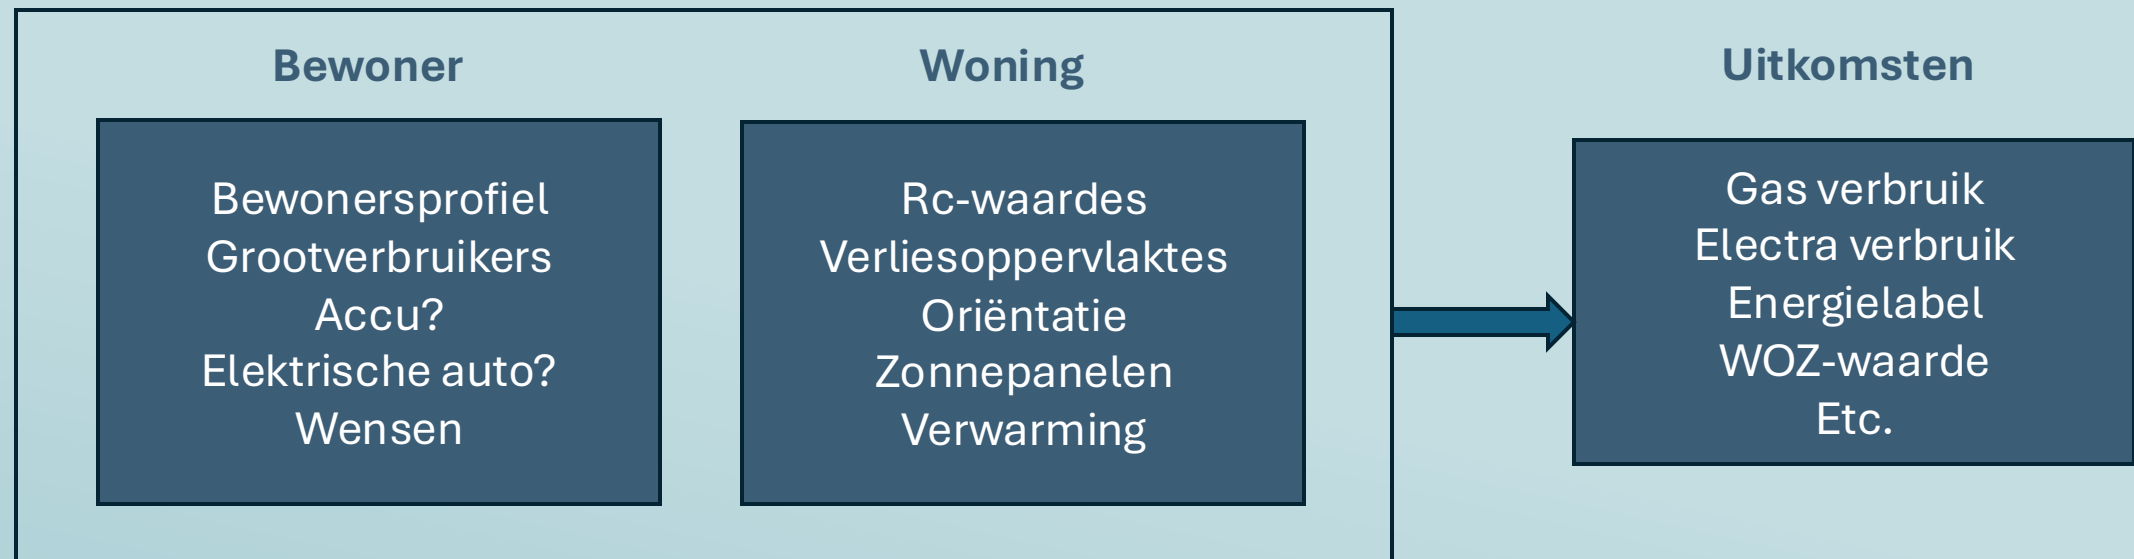 Bewoner
Bewonersprofiel
Grootverbruikers
Accu?
Elektrische auto?
Wensen
Woning
Rc-waardes
Verliesoppervlaktes
Oriëntatie
Zonnepanelen
Verwarming
Uitkomsten
Gas verbruik
Electra verbruik
Energielabel
WOZ-waarde
Etc.